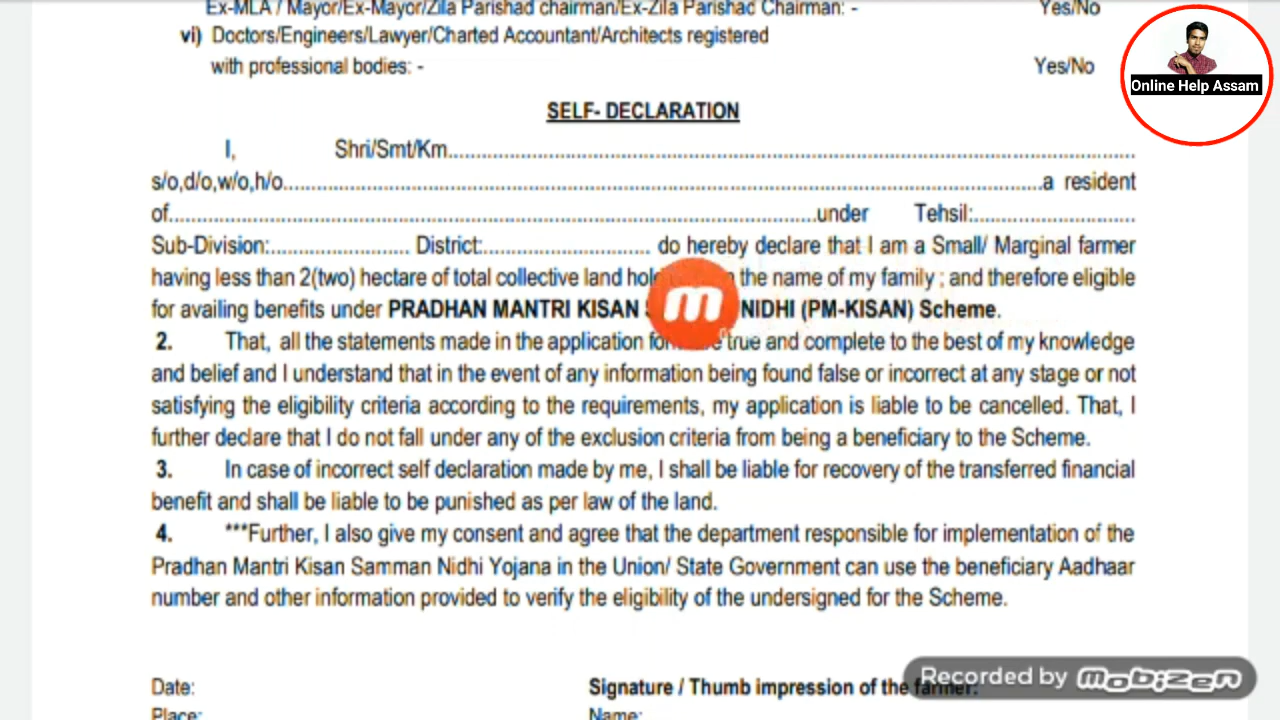 Ex-MLA / Mayor/Ex-Mayor/Zila Parishad chairman/Ex-Zila Parishad Chairman: - Yes/No
vi) Doctors/Engineers/Lawyer/Charted Accountant/Architects registered
with professional bodies: - Yes/No
Online Help Assam
SELF- DECLARATION
I, Shri/Smt/Km....................................................................................................
s/o,d/o,w/o,h/o....................................................................................................a resident
of....................................................................................................under Tehsil:............................
Sub-Division:........................ District:............................. do hereby declare that I am a Small/ Marginal farmer
having less than 2(two) hectare of total collective land the name of my family ; and therefore eligible
for availing benefits under PRADHAN MANTRI KISAN NIDHI (PM-KISAN) Scheme.
m
2. That, all the statements made in the application true and complete to the best of my knowledge
and belief and I understand that in the event of any information being found false or incorrect at any stage or not
satisfying the eligibility criteria according to the requirements, my application is liable to be cancelled. That, I
further declare that I do not fall under any of the exclusion criteria from being a beneficiary to the Scheme.
3. In case of incorrect self declaration made by me, I shall be liable for recovery of the transferred financial
benefit and shall be liable to be punished as per law of the land.
4. ***Further, I also give my consent and agree that the department responsible for implementation of the
Pradhan Mantri Kisan Samman Nidhi Yojana in the Union/ State Government can use the beneficiary Aadhaar
number and other information provided to verify the eligibility of the undersigned for the Scheme.
Recorded by mobizen
Date: Signature / Thumb impression of the farmer:
Place: Name: